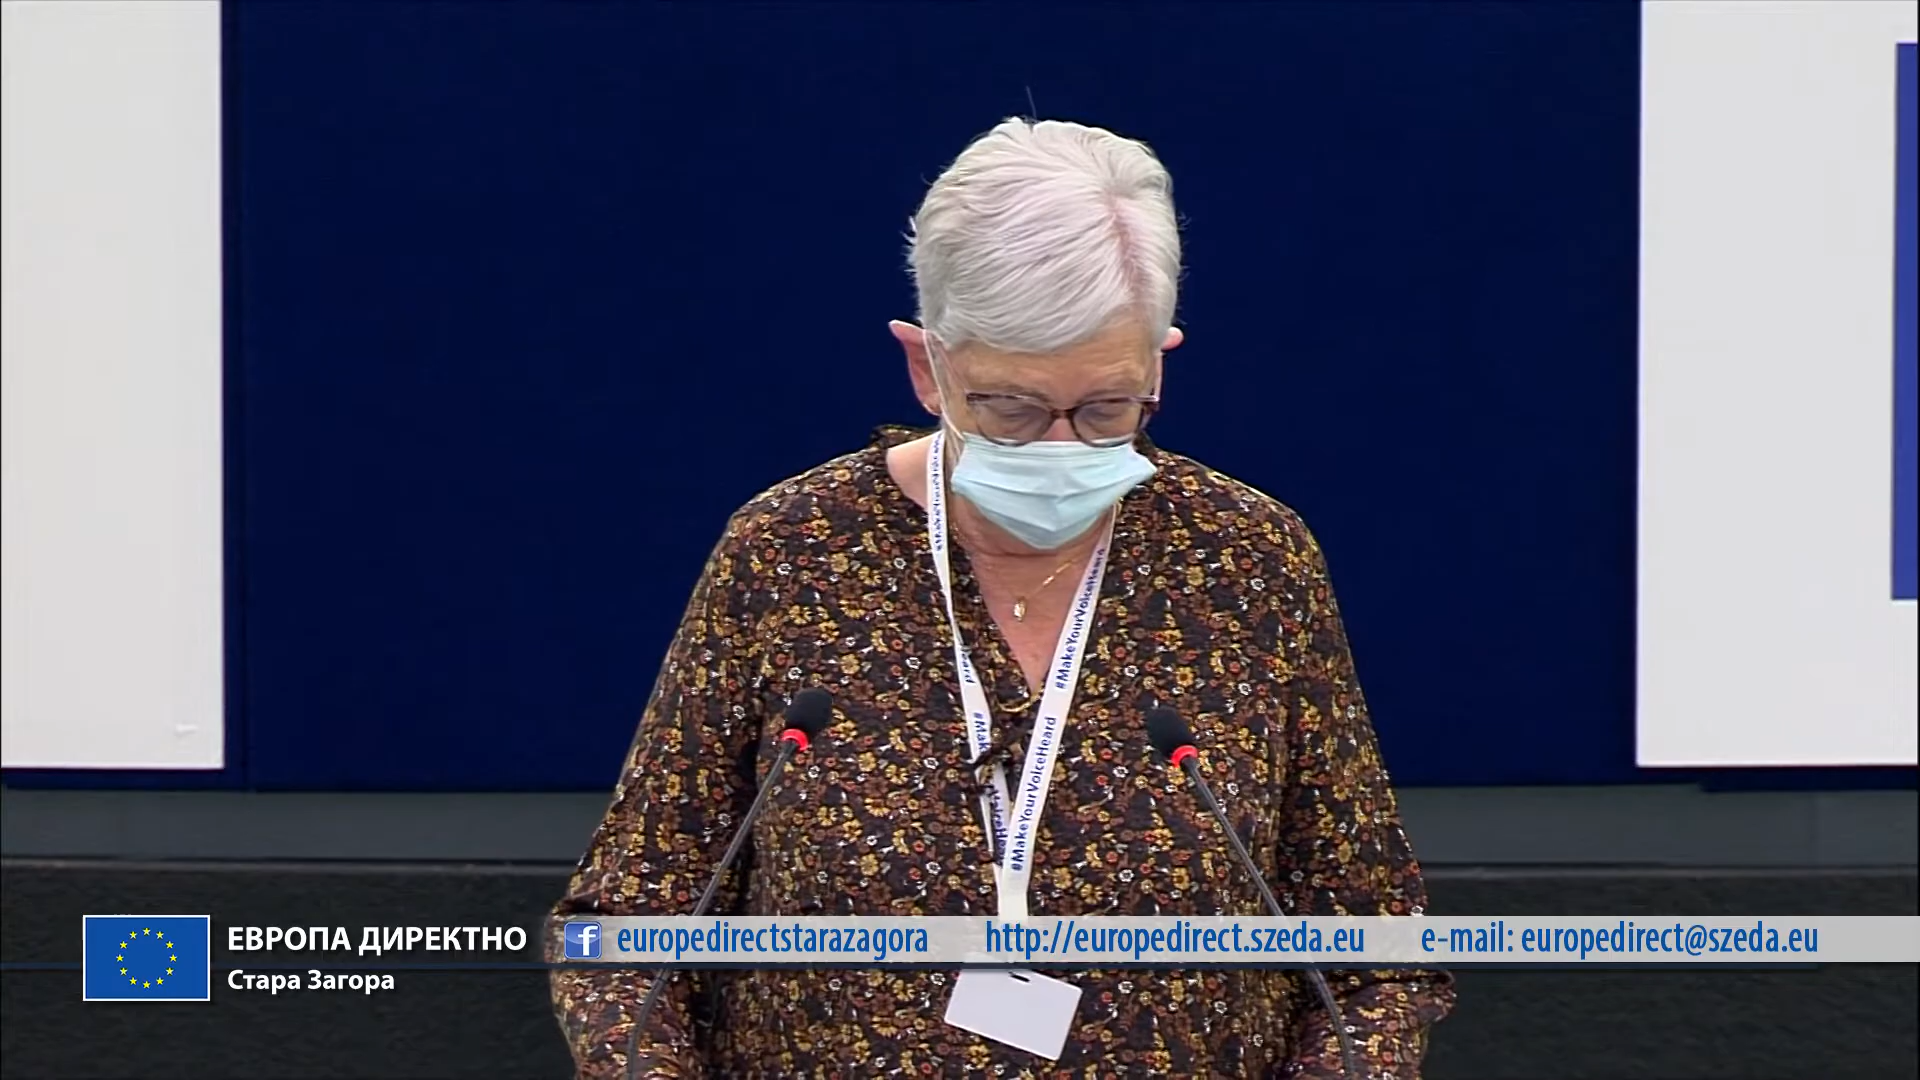 #MakeYourVoiceHeard
#MakeYourVoiceHeard
ЕВРОПА ДИРЕКТНО
Стара Загора
europedirectstarazagora
http://europedirect.szeda.eu
e-mail: europedirect@szeda.eu